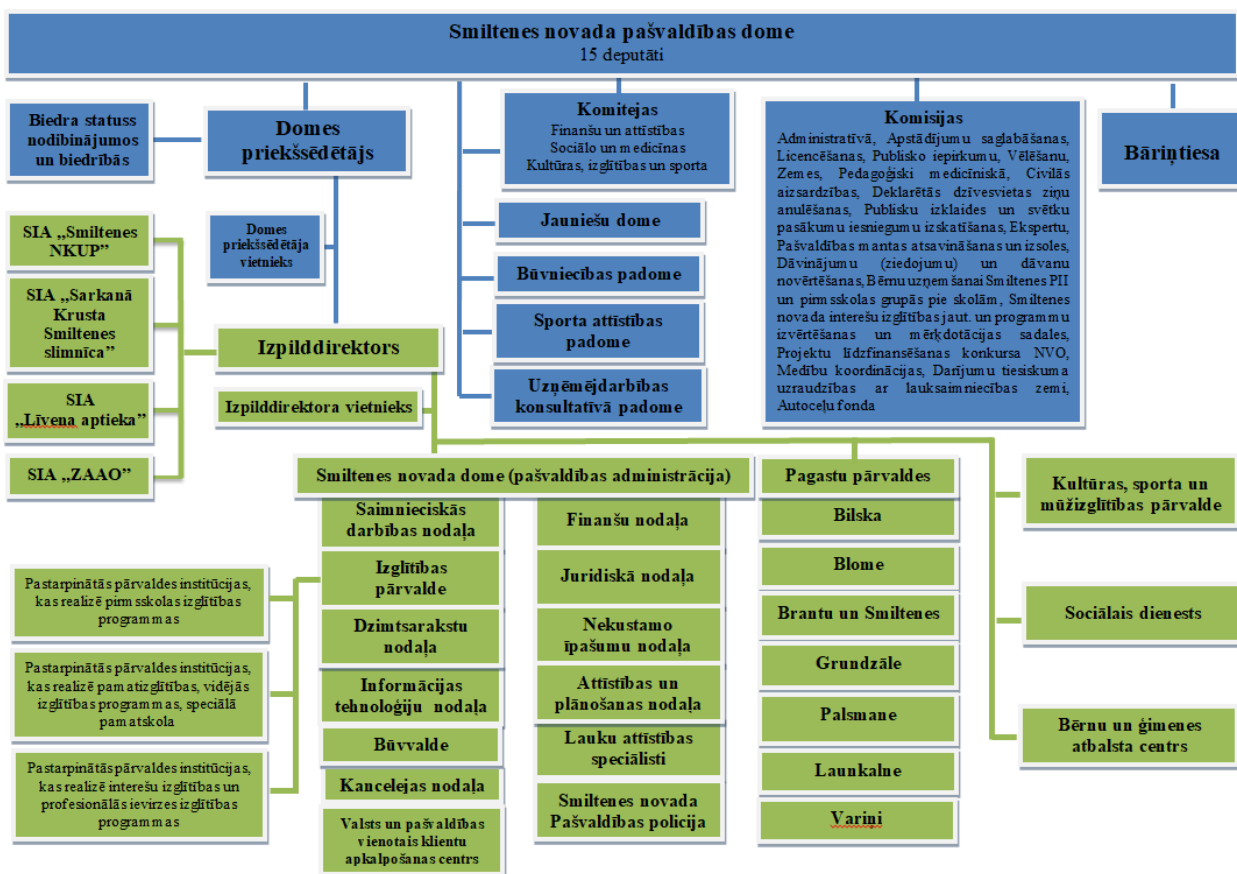 Smiltenes novada pašvaldības dome
15 deputāti
Biedra statuss
nodibinājumos
un biedrībās
Domes
priekšsēdētājs
Domes
priekšsēdētāja
vietnieks
Komitejas
Finanšu un attīstības
Sociālo un medicīnas
Kultūras, izglītības un sporta
Jauniešu dome
Būvniecības padome
Sporta attīstības
padome
Uzņēmējdarbības
konsultatīvā padome
Komisijas
Administratīvā, Apstādījumu saglabāšanas,
Licencēšanas, Publisko iepirkumu, Vēlēšanu,
Zemes, Pedagoģiski medicīniskā, Civilās
aizsardzības, Deklarētās dzīvesvietas ziņu
anulēšanas, Publisku izklaides un svētku
pasākumu iesniegumu izskatīšanas, Ekspertu,
Pašvaldības mantas atsavināšanas un izsoles,
Dāvinājumu (ziedojumu) un dāvanu
novērtēšanas, Bērnu uzņemšanai Smiltenes PII
un pirmsskolas grupās pie skolām, Smiltenes
novada interešu izglītības jaut. un programmu
izvērtēšanas un mērķdotācijas sadales,
Projektu līdzfinansēšanas konkursa NVO,
Medību koordinācijas, Darījumu tiesiskuma
uzraudzības ar lauksaimniecības zemi,
Autoceļu fonda
Bāriņtiesa
SIA „Smiltenes
NKUP”
SIA „Sarkanā
Krusta
Smiltenes
slimnīca”
SIA
„Līvena aptieka”
SIA „ZAAO”
Izpilddirektors
Izpilddirektora vietnieks
Smiltenes novada dome (pašvaldības administrācija)
Saimnieciskās
darbības nodaļa
Izglītības
pārvalde
Dzimtsarakstu
nodaļa
Informācijas
tehnoloģiju nodaļa
Būvvalde
Kancelejas nodaļa
Valsts un pašvaldības
vienotais klientu
apkalpošanas centrs
Finanšu nodaļa
Juridiskā nodaļa
Nekustamo
īpašumu nodaļa
Attīstības un
plānošanas nodaļa
Lauku attīstības
speciālisti
Smiltenes novada
Pašvaldības policija
Pagastu pārvaldes
Bilska
Blome
Brantu un Smiltenes
Grundzāle
Palsmane
Launkalne
Variņi
Kultūras, sporta un
mūžizglītības pārvalde
Sociālais dienests
Bērnu un ģimenes
atbalsta centrs
Pastarpinātās pārvaldes institūcijas,
kas realizē pirmsskolas izglītības
programmas
Pastarpinātās pārvaldes institūcijas,
kas realizē pamatizglītības, vidējās
izglītības programmas, speciālā
pamatskola
Pastarpinātās pārvaldes institūcijas,
kas realizē interešu izglītības un
profesionālās ievirzes izglītības
programmas